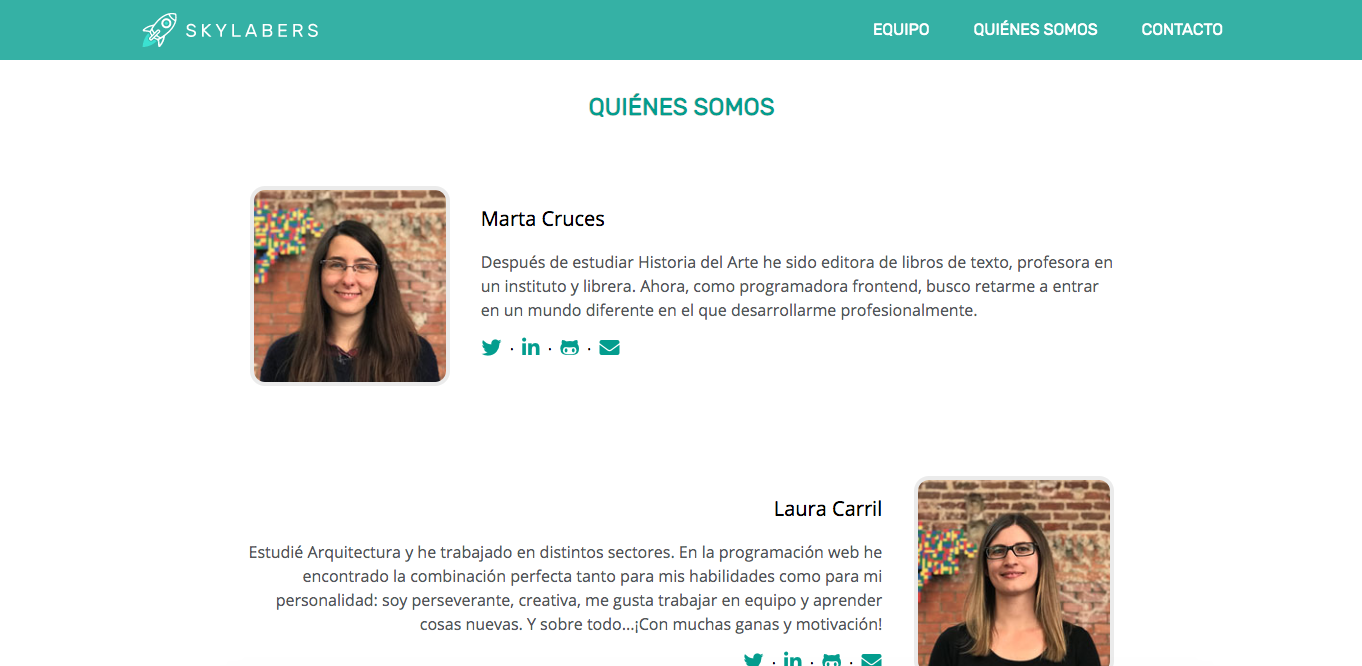 SKYLABERS
EQUIPO QUIÉNES SOMOS CONTACTO
QUIÉNES SOMOS
Marta Cruces
Después de estudiar Historia del Arte he sido editora de libros de texto, profesora en
un instituto y librera. Ahora, como programadora frontend, busco retarme a entrar
en un mundo diferente en el que desarrollarme profesionalmente.
Laura Carril
Estudié Arquitectura y he trabajado en distintos sectores. En la programación web he
encontrado la combinación perfecta tanto para mis habilidades como para mi
personalidad: soy perseverante, creativa, me gusta trabajar en equipo y aprender
cosas nuevas. Y sobre todo...¡Con muchas ganas y motivación!